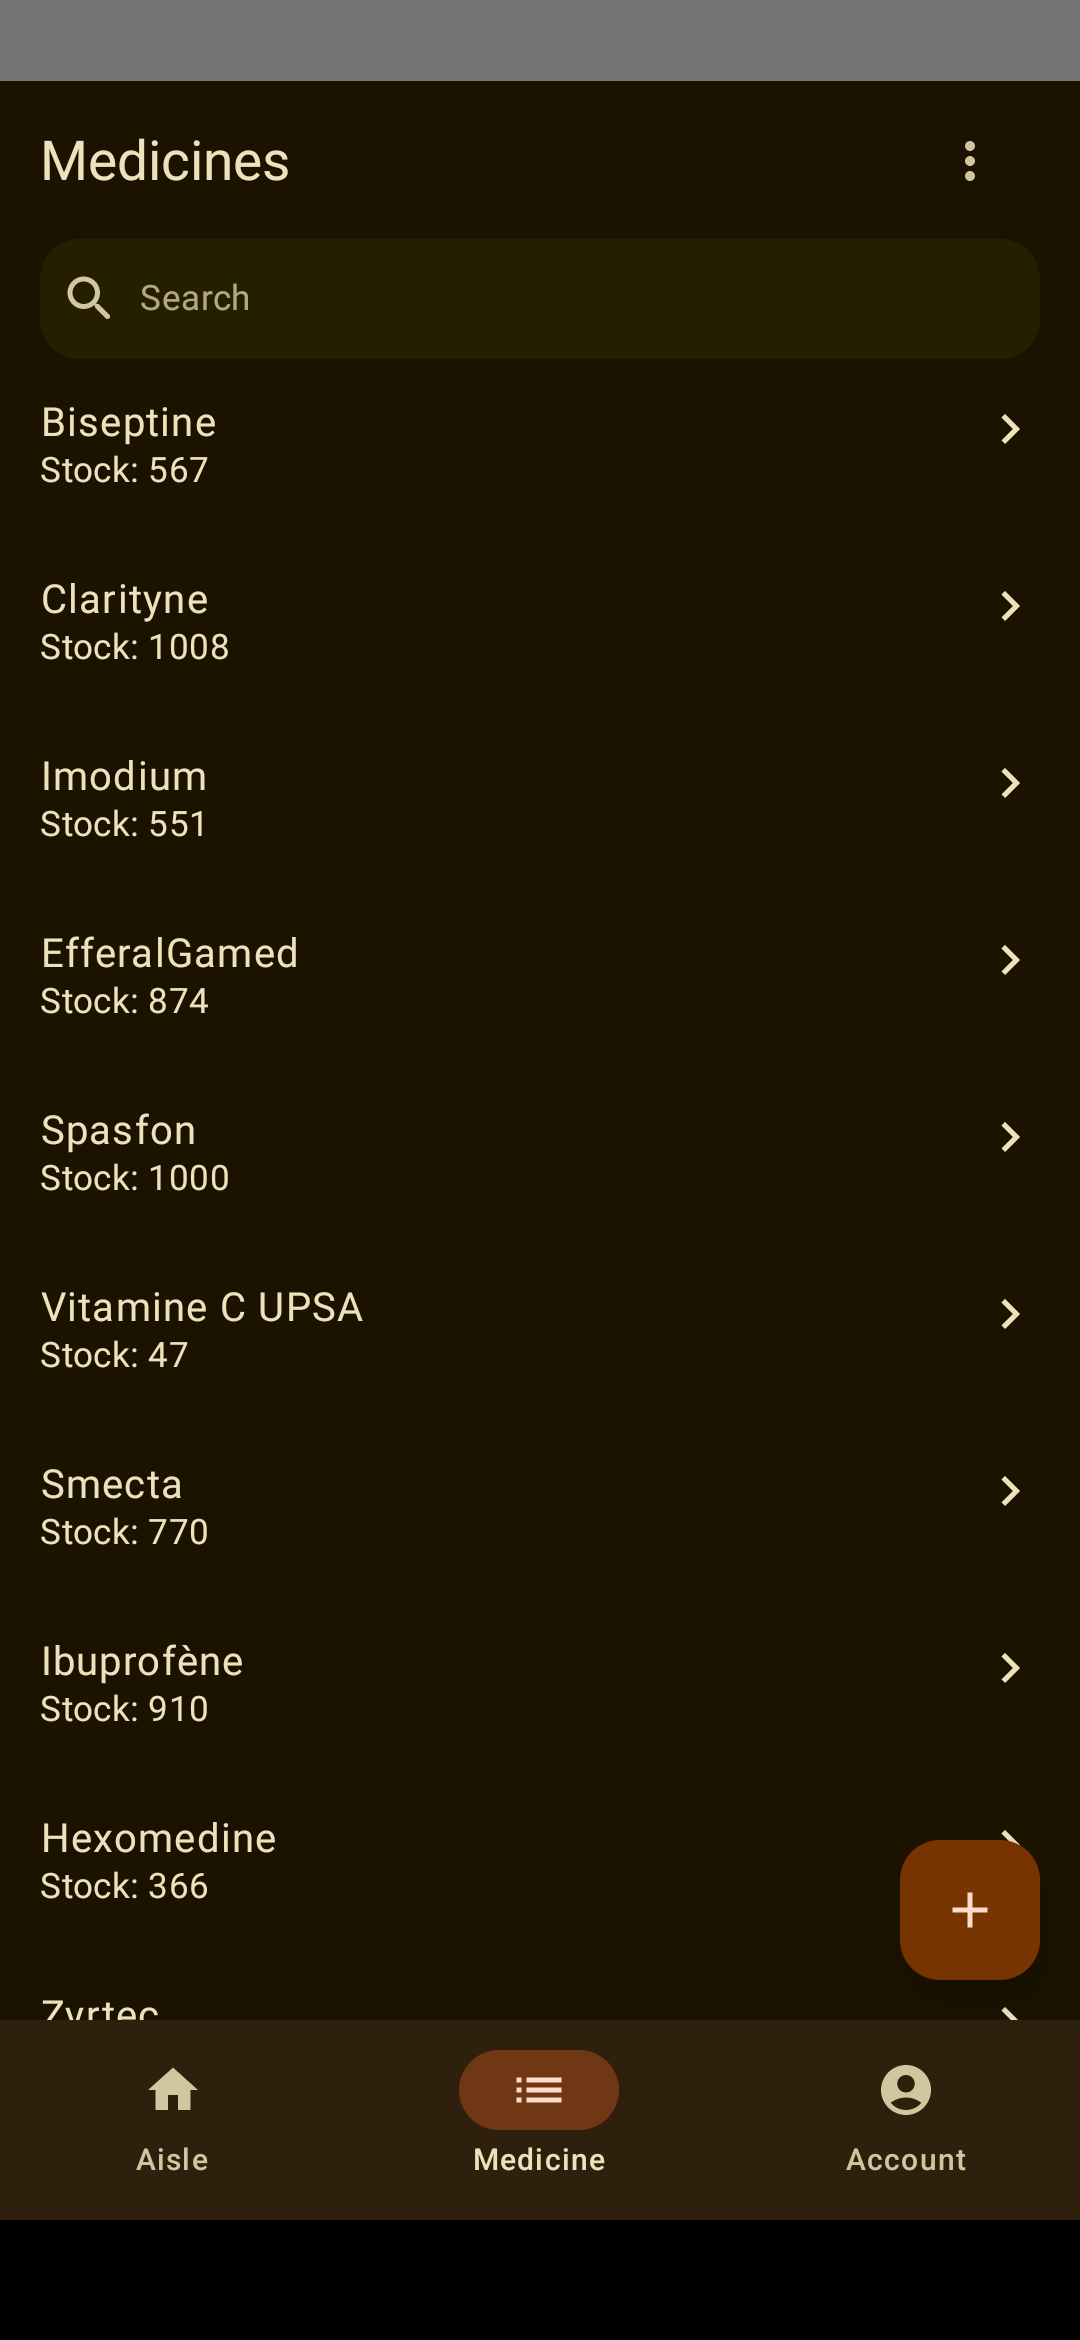 Medicines
Search
Biseptine
Stock: 567
Clarityne
Stock: 1008
Imodium
Stock: 551
EfferalGamed
Stock: 874
Spasfon
Stock: 1000
Vitamine C UPSA
Stock: 47
Smecta
Stock: 770
Ibuprofène
Stock: 910
Hexomedine
Stock: 366
Zyrtec
Aisle
Medicine
Account